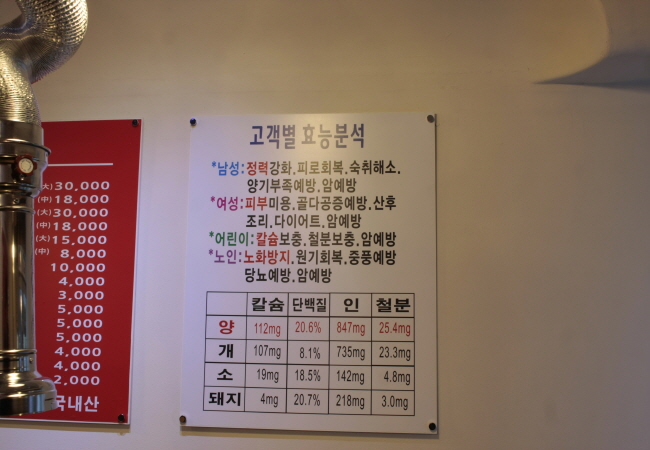 (大) 30,000
(中) 18,000
(大) 30,000
(中) 18,000
(大) 15,000
(中) 8,000
10,000
4,000
3,000
5,000
5,000
5,000
4,000
4,000
2,000
국내산
고객별 효능분석
*남성:정력강화.피로회복.숙취해소.
양기부족예방.암예방
*여성:피부미용.골다공증예방.산후
조리.다이어트.암예방
*어린이:칼슘보충.철분보충.암예방
*노인:노화방지.원기회복.중풍예방
당뇨예방.암예방
칼슘 단백질 인 철분
양 112mg 20.6% 847mg 25.4mg
개 107mg 8.1% 735mg 23.3mg
소 19mg 18.5% 142mg 4.8mg
돼지 4mg 20.7% 218mg 3.0mg